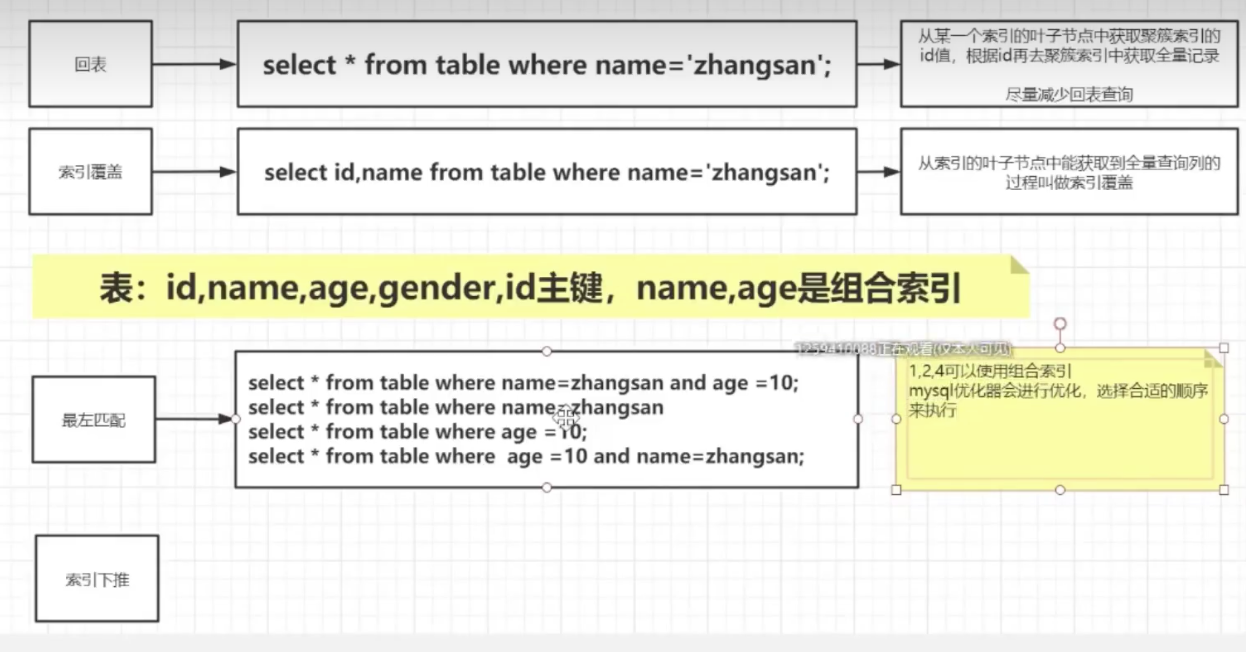 回表
select * from table where name='zhangsan';
从某一个索引的叶子节点中获取聚簇索引的
id值，根据id再去聚簇索引中获取全量记录
尽量减少回表查询
索引覆盖
select id,name from table where name='zhangsan';
从索引的叶子节点中能获取到全量查询列的
过程叫做索引覆盖
表：id,name,age,gender,id主键，name,age是组合索引
正在观看(仅本人可见)
最左匹配
select * from table where name=zhangsan and age =10;
select * from table where name=zhangsan
select * from table where age =10;
select * from table where  age =10 and name=zhangsan;
1,2,4可以使用组合索引
mysql优化器会进行优化，选择合适的顺序
来执行
索引下推